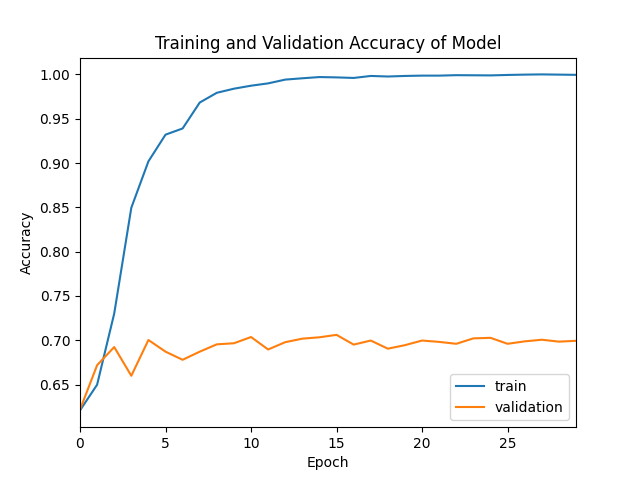 Training and Validation Accuracy of Model
Accuracy
1.00
0.95
0.90
0.85
0.80
0.75
0.70
0.65
train
validation
0 5 10 15 20 25
Epoch